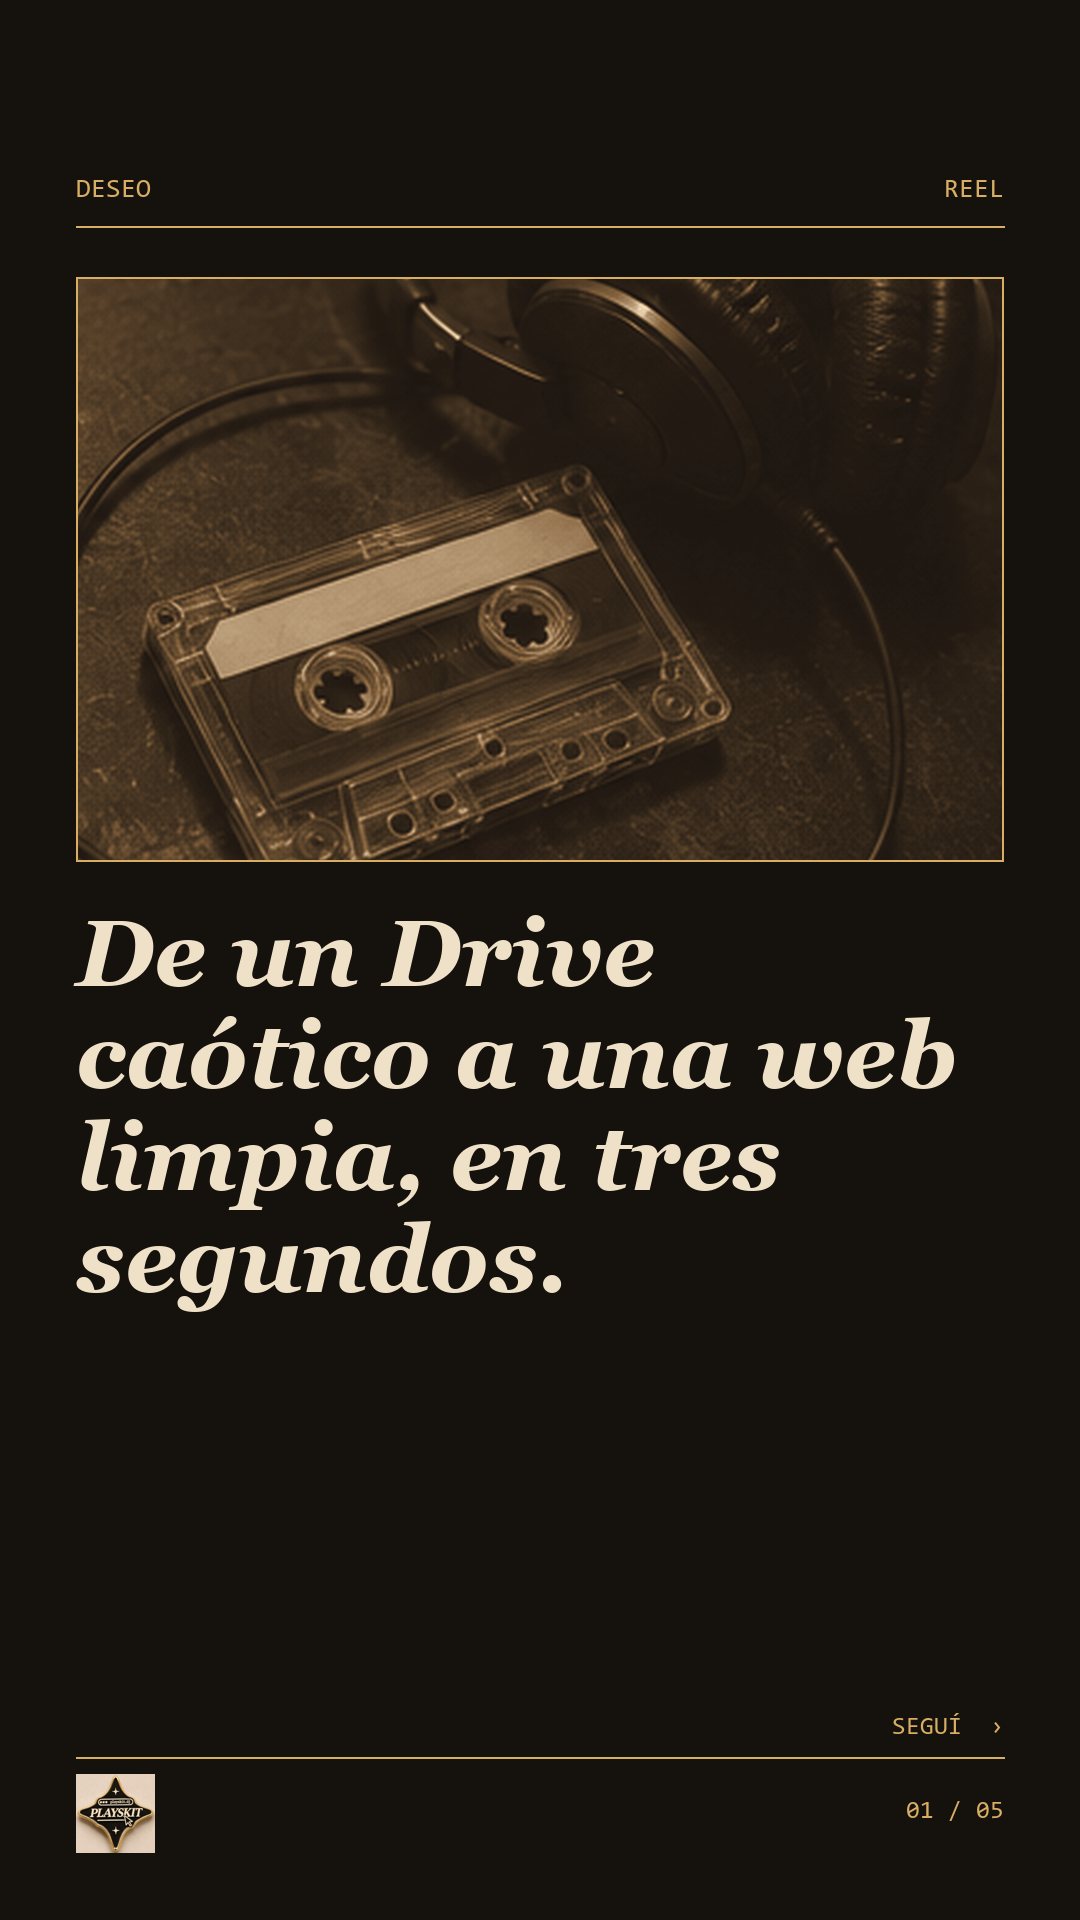 DESEO
REEL
De un Drive
caótico a una web
limpia, en tres
segundos.
SEGUÍ ›
PLAYSKIT
01 / 05